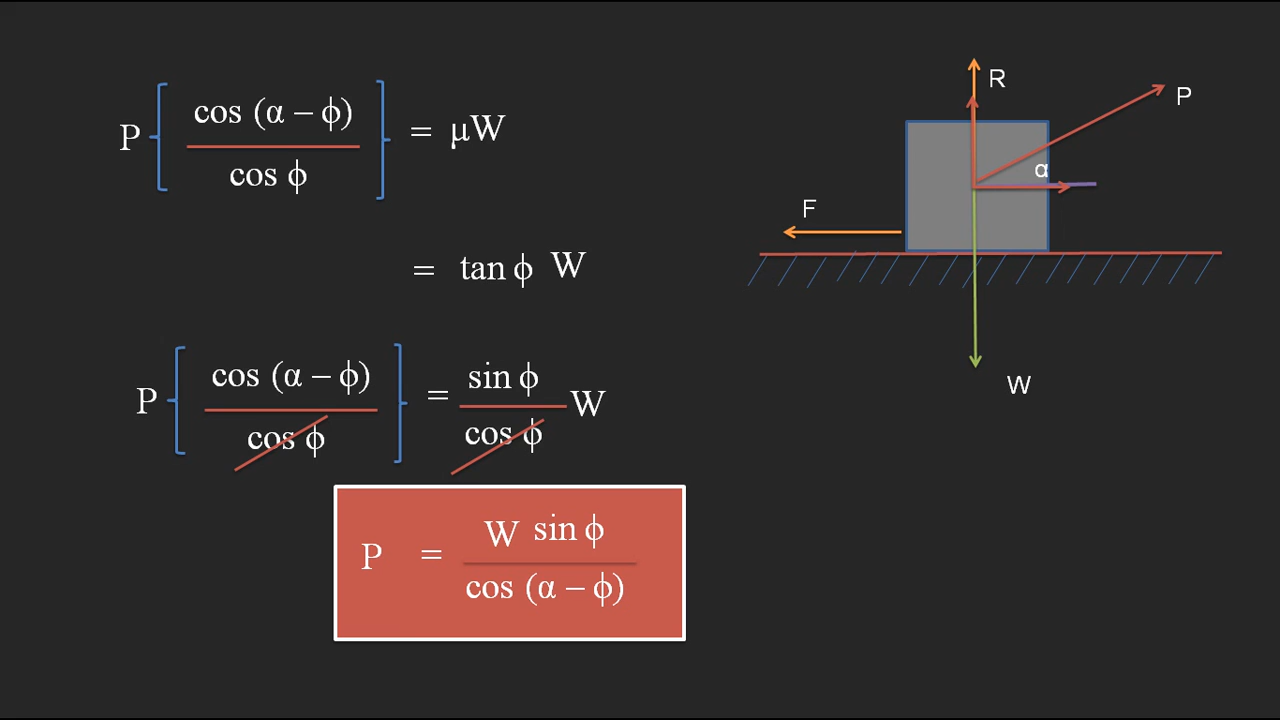 P { cos (α – ϕ) / cos ϕ } = μW
= tan ϕ W
P { cos (α – ϕ) / cos ϕ } = sin ϕ / cos ϕ W
P = W sin ϕ / cos (α – ϕ)
R
P
α
F
W